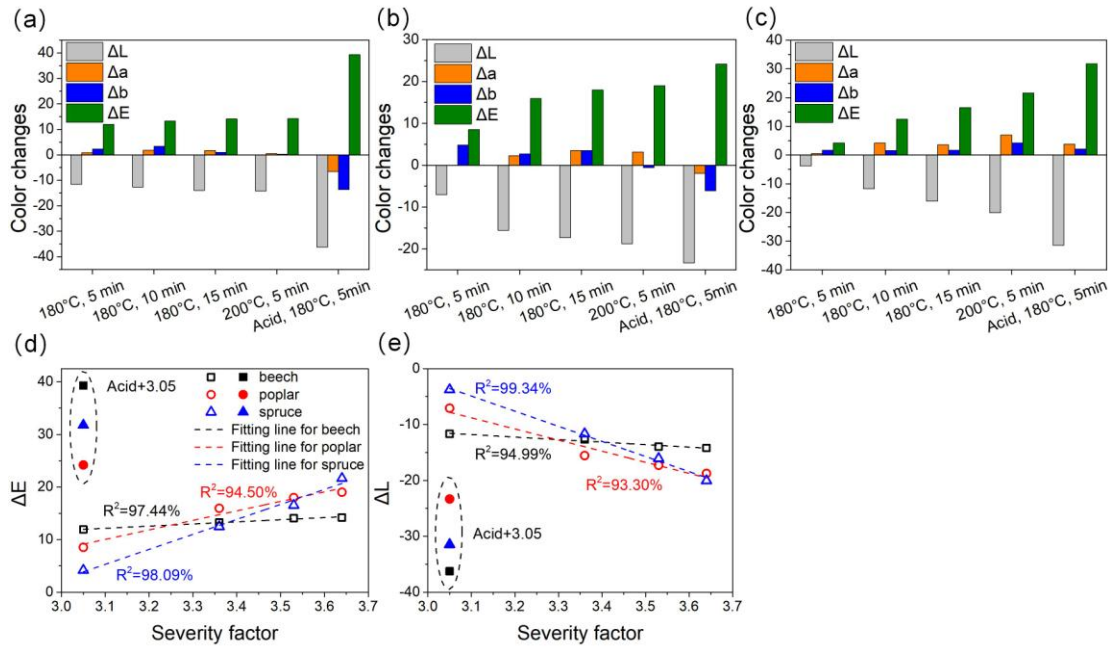 (a)
Color changes
40
30
20
10
0
-10
-20
-30
-40
ΔL
Δa
Δb
ΔE
180°C, 5 min
180°C, 10 min
180°C, 15 min
200°C, 5 min
Acid, 180°C, 5min
(b)
Color changes
30
20
10
0
-10
-20
ΔL
Δa
Δb
ΔE
180°C, 5 min
180°C, 10 min
180°C, 15 min
200°C, 5 min
Acid, 180°C, 5min
(c)
Color changes
40
30
20
10
0
-10
-20
-30
-40
ΔL
Δa
Δb
ΔE
180°C, 5 min
180°C, 10 min
180°C, 15 min
200°C, 5 min
Acid, 180°C, 5min
(d)
ΔE
40
30
20
10
0
Acid+3.05
beech
poplar
spruce
Fitting line for beech
Fitting line for poplar
Fitting line for spruce
R²=94.50%
R²=97.44%
R²=98.09%
3.0 3.1 3.2 3.3 3.4 3.5 3.6 3.7
Severity factor
(e)
ΔL
0
-10
-20
-30
-40
R²=99.34%
R²=94.99%
R²=93.30%
Acid+3.05
3.0 3.1 3.2 3.3 3.4 3.5 3.6 3.7
Severity factor